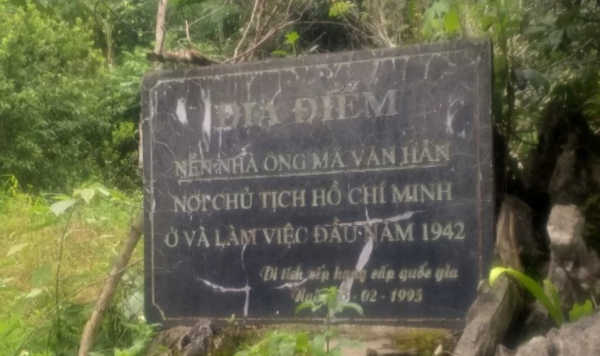 ĐỊA ĐIỂM
NỀN NHÀ ÔNG MÃ VĂN HẢN
NƠI CHỦ TỊCH HỒ CHÍ MINH
Ở VÀ LÀM VIỆC ĐẦU NĂM 1942
Di tích xếp hạng cấp quốc gia
- 02 - 1995